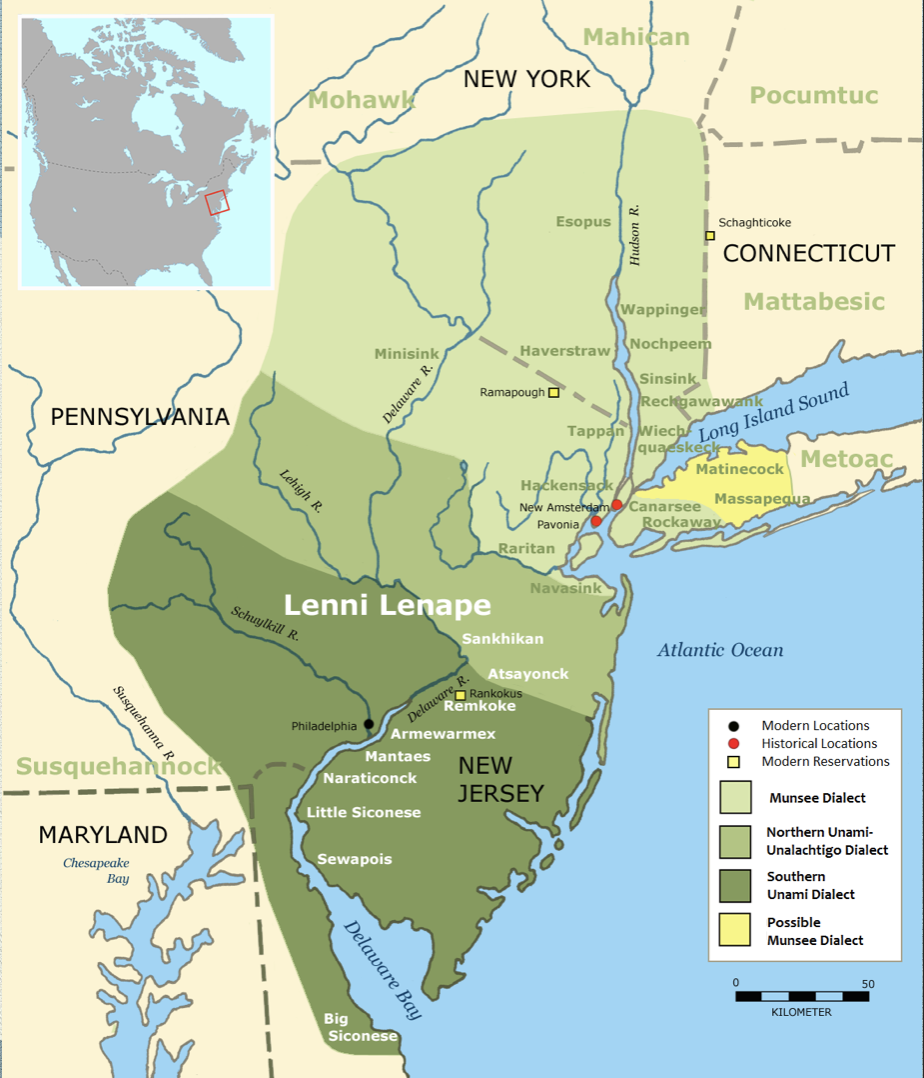 Mahican
NEW YORK
Mohawk
Pocumtuc
Esopus
Hudson R.
Schaghticoke
CONNECTICUT
Mattabesic
Wappinger
Nochpeem
Haverstraw
Minisink
Delaware R.
Sinsink
Ramapough
Rechgawawank
Long Island Sound
PENNSYLVANIA
Tappan
Wiech-
quaeskeck
Metoac
Matinecock
Lehigh R.
Hackensack
Massapequa
New Amsterdam
Canarsee
Pavonia
Rockaway
Raritan
Navasink
Lenni Lenape
Schuylkill R.
Sankhikan
Atlantic Ocean
Atsayonck
Delaware R.
Rankokus
Remkoke
Susquehanna R.
Philadelphia
Armewarmex
Mantaes
Susquehannock
Naraticonck
NEW
JERSEY
Little Siconese
MARYLAND
Chesapeake
Bay
Sewapois
Delaware Bay
Big
Siconese
Modern Locations
Historical Locations
Modern Reservations
Munsee Dialect
Northern Unami-
Unalachtigo Dialect
Southern
Unami Dialect
Possible
Munsee Dialect
0 50
KILOMETER